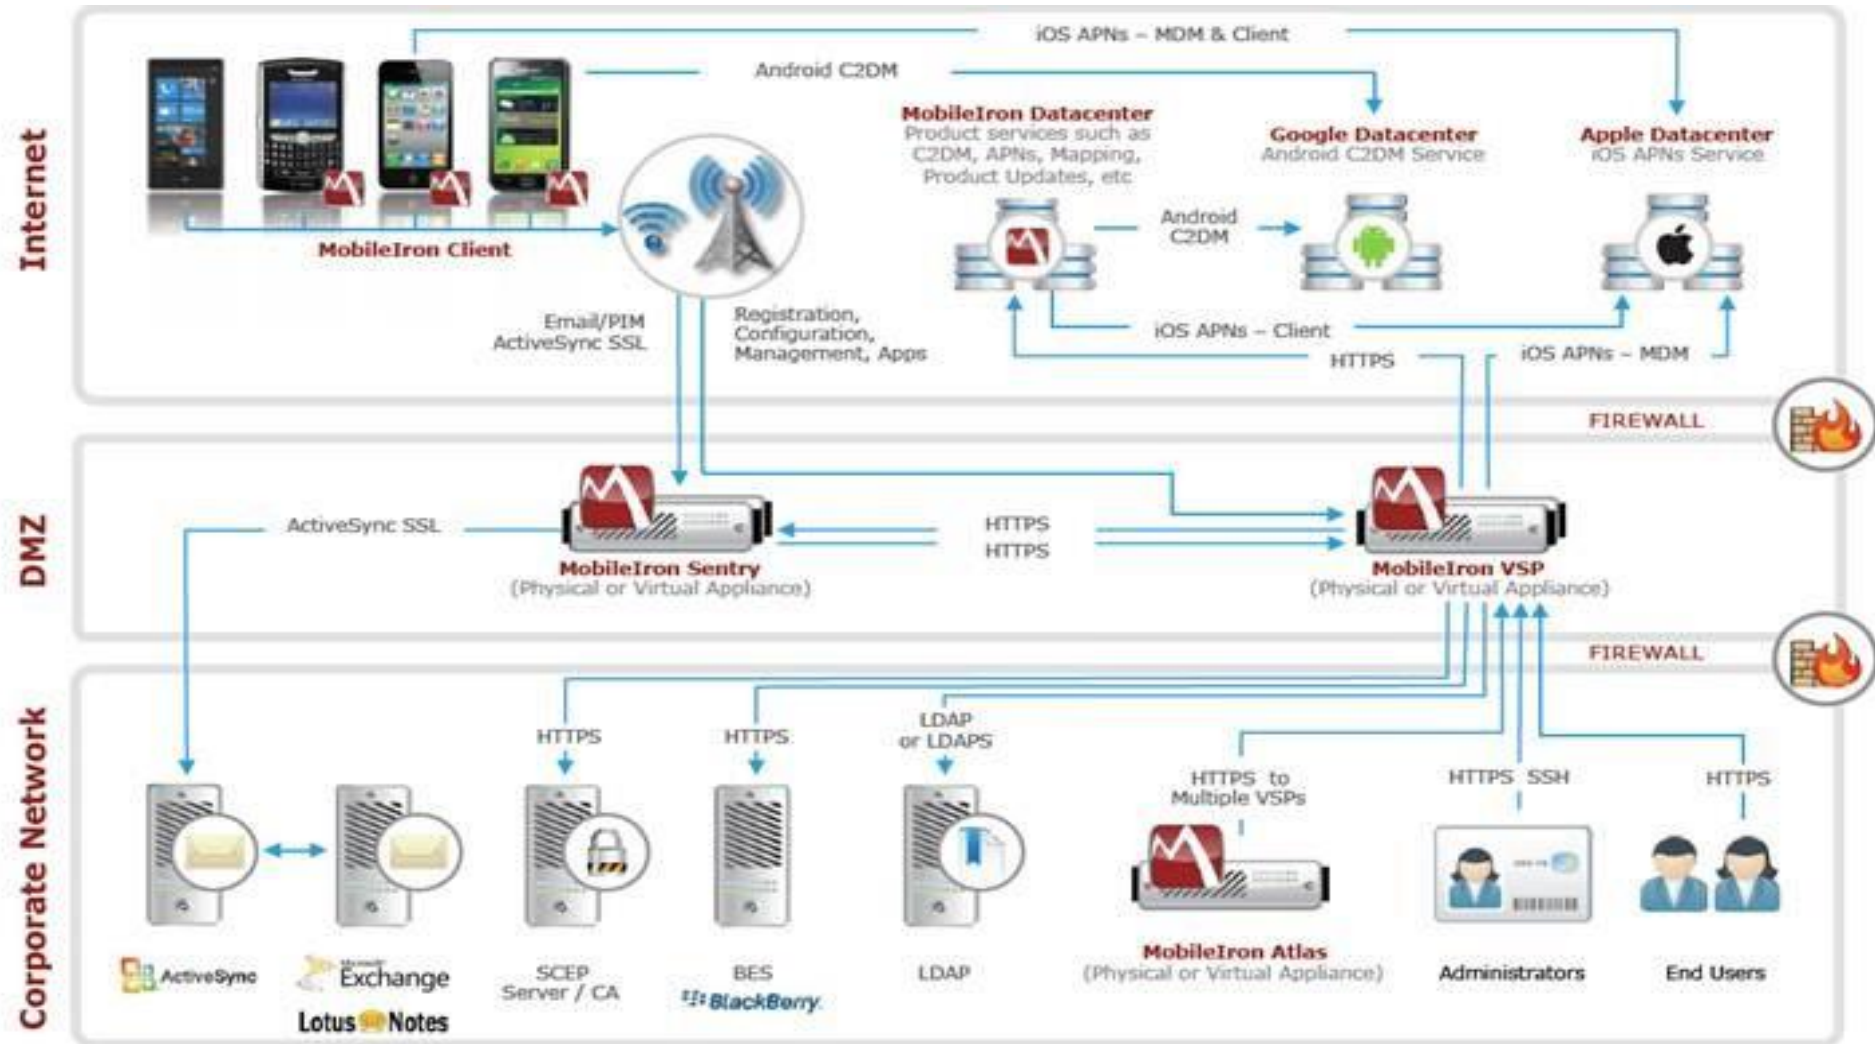 Internet
iOS APNs – MDM & Client
Android C2DM
MobileIron Datacenter
Product services such as
C2DM, APNs, Mapping,
Product Updates, etc
Google Datacenter
Android C2DM Service
Apple Datacenter
iOS APNs Service
MobileIron Client
Android
C2DM
Email/PIM
ActiveSync SSL
Registration,
Configuration,
Management, Apps
iOS APNs – Client
HTTPS
iOS APNs – MDM
FIREWALL
DMZ
ActiveSync SSL
HTTPS
HTTPS
MobileIron Sentry
(Physical or Virtual Appliance)
MobileIron VSP
(Physical or Virtual Appliance)
FIREWALL
Corporate Network
HTTPS
HTTPS
LDAP
or LDAPS
HTTPS to
Multiple VSPs
HTTPS SSH
HTTPS
ActiveSync
Microsoft
Exchange
Lotus Notes
SCEP
Server / CA
BES
BlackBerry.
LDAP
MobileIron Atlas
(Physical or Virtual Appliance)
Administrators
End Users